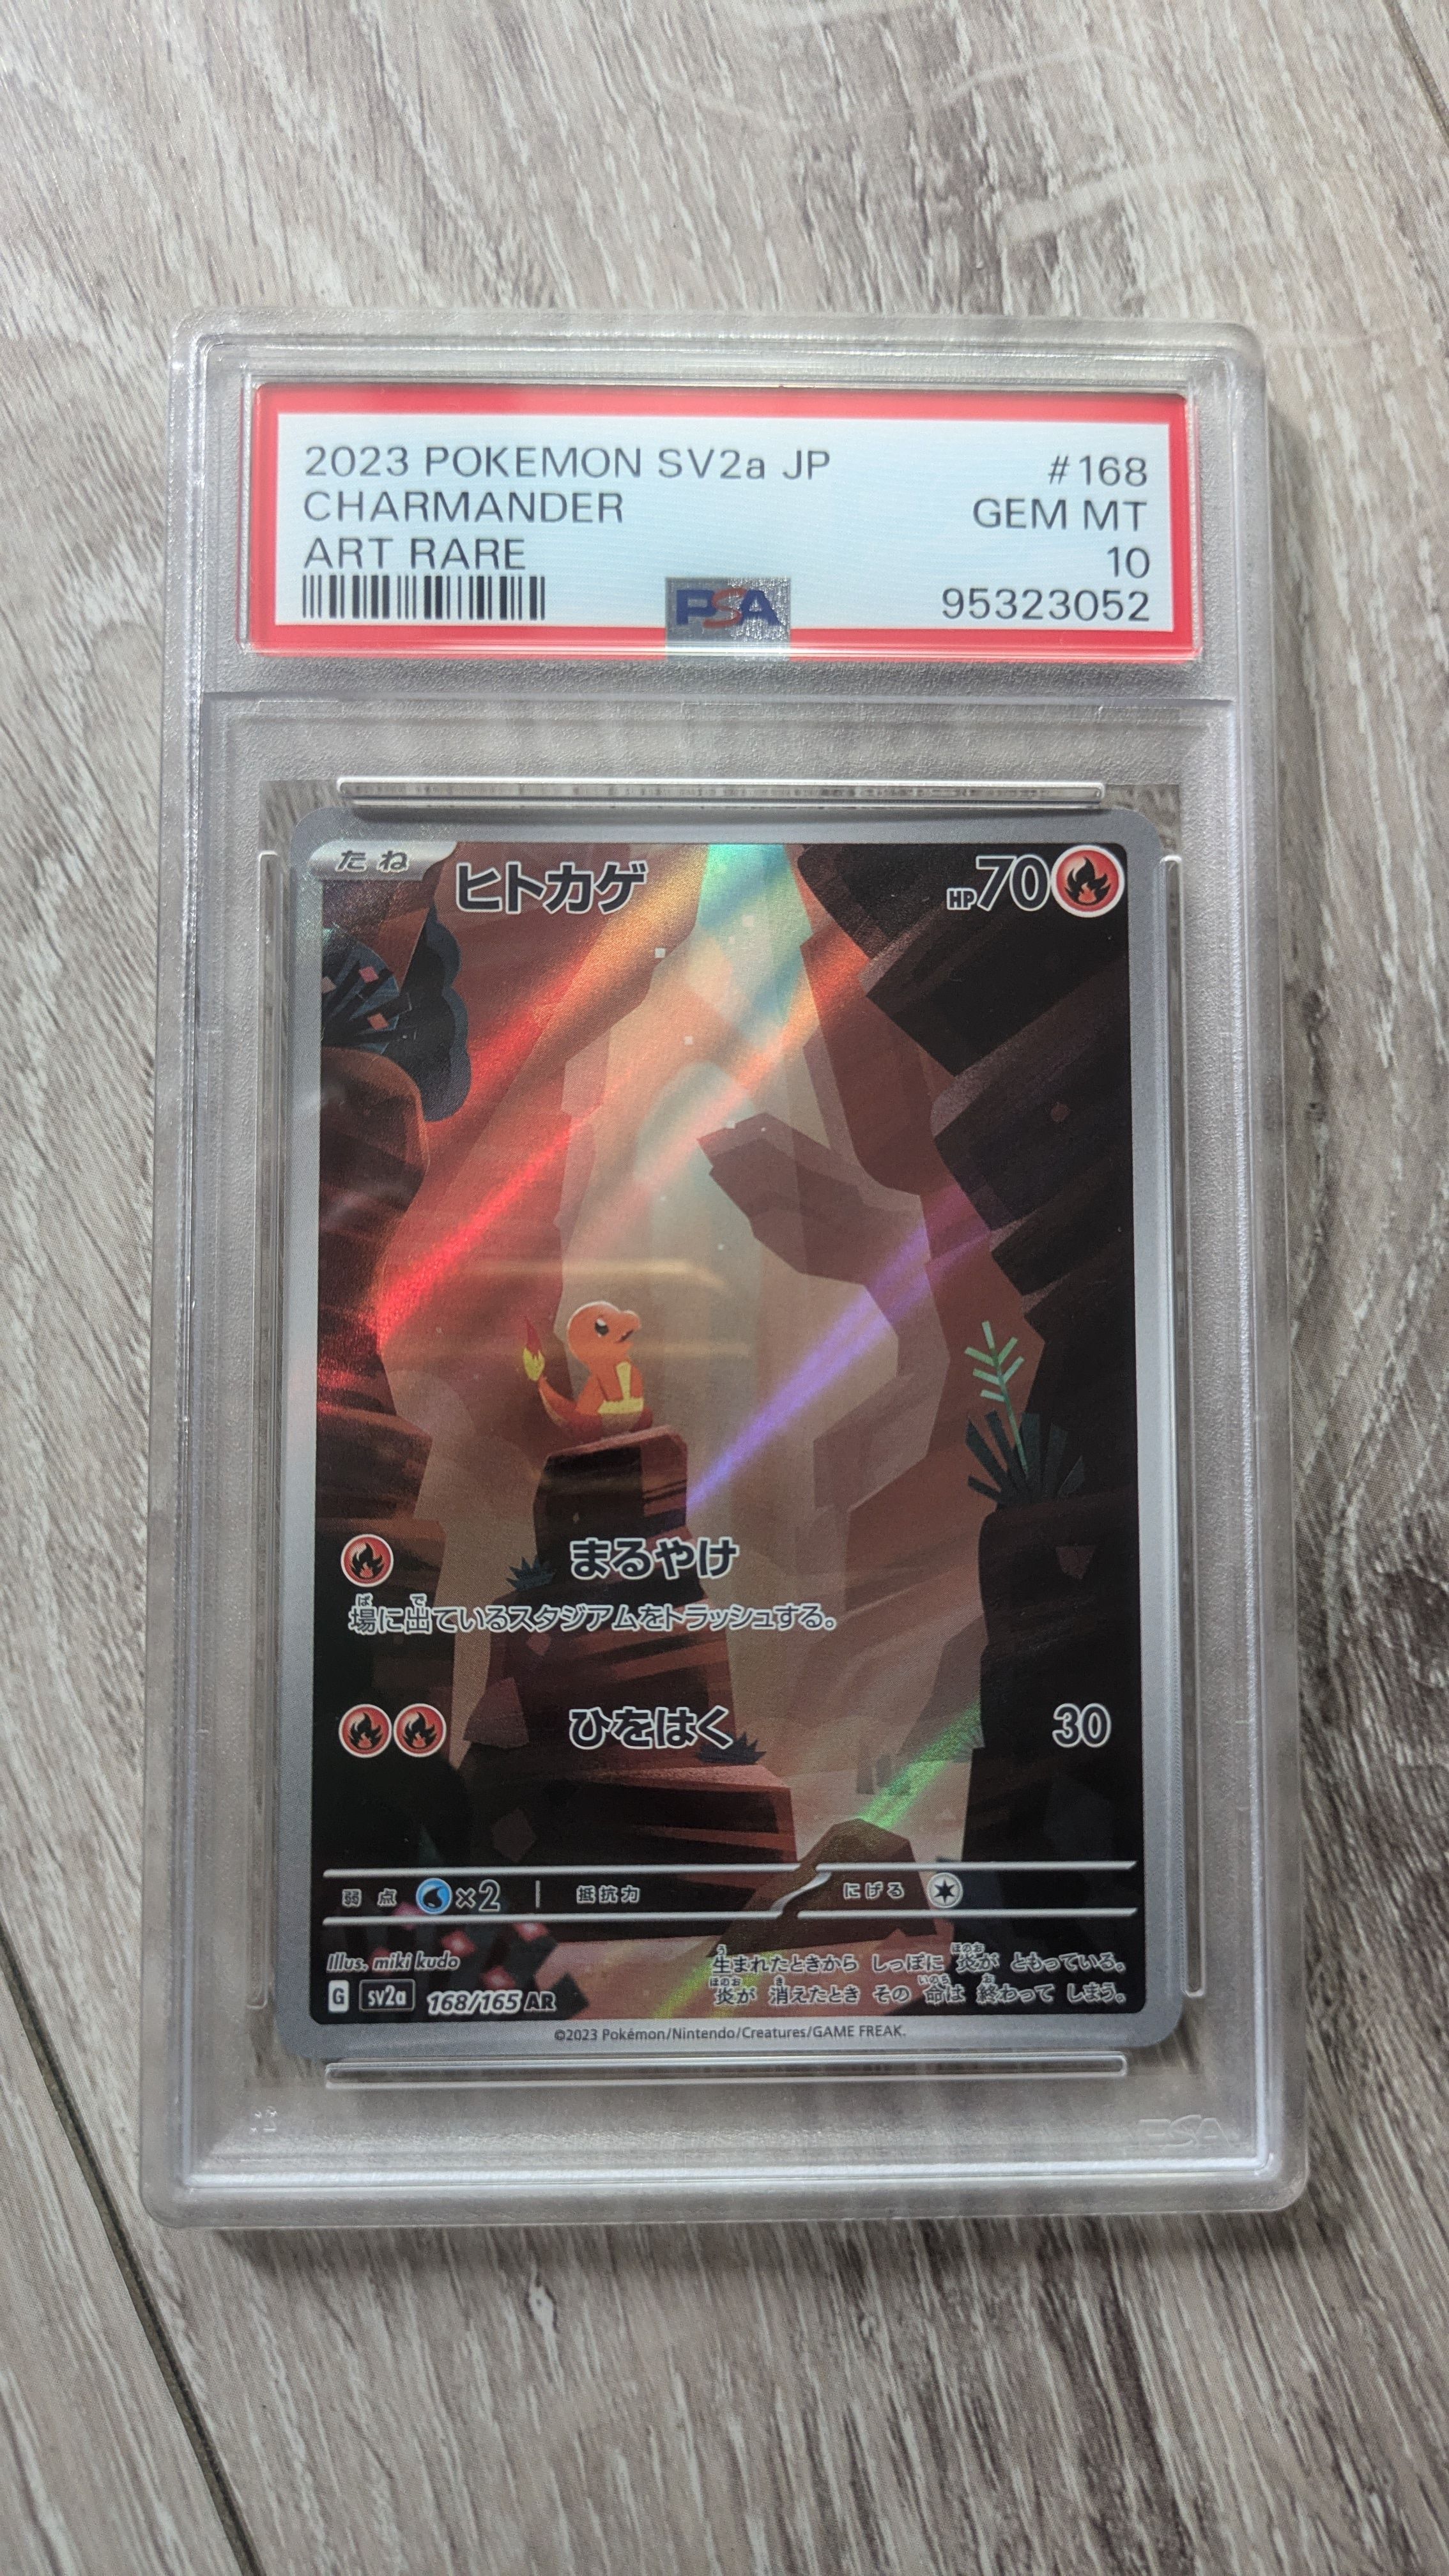 2023 POKEMON SV2a JP #168
CHARMANDER GEM MT
ART RARE 10
PSA 95323052
たね ヒトカゲ HP70
まるやけ
場に出ているスタジアムをトラッシュする。
ひをはく 30
弱点 ×2 抵抗力 にげる
Illus. miki kudo
生まれたときから しっぽに 炎が ともっている。
炎が 消えたとき その 命は 終わって しまう。
G sv2a 168/165 AR
©2023 Pokémon/Nintendo/Creatures/GAME FREAK.
PSA